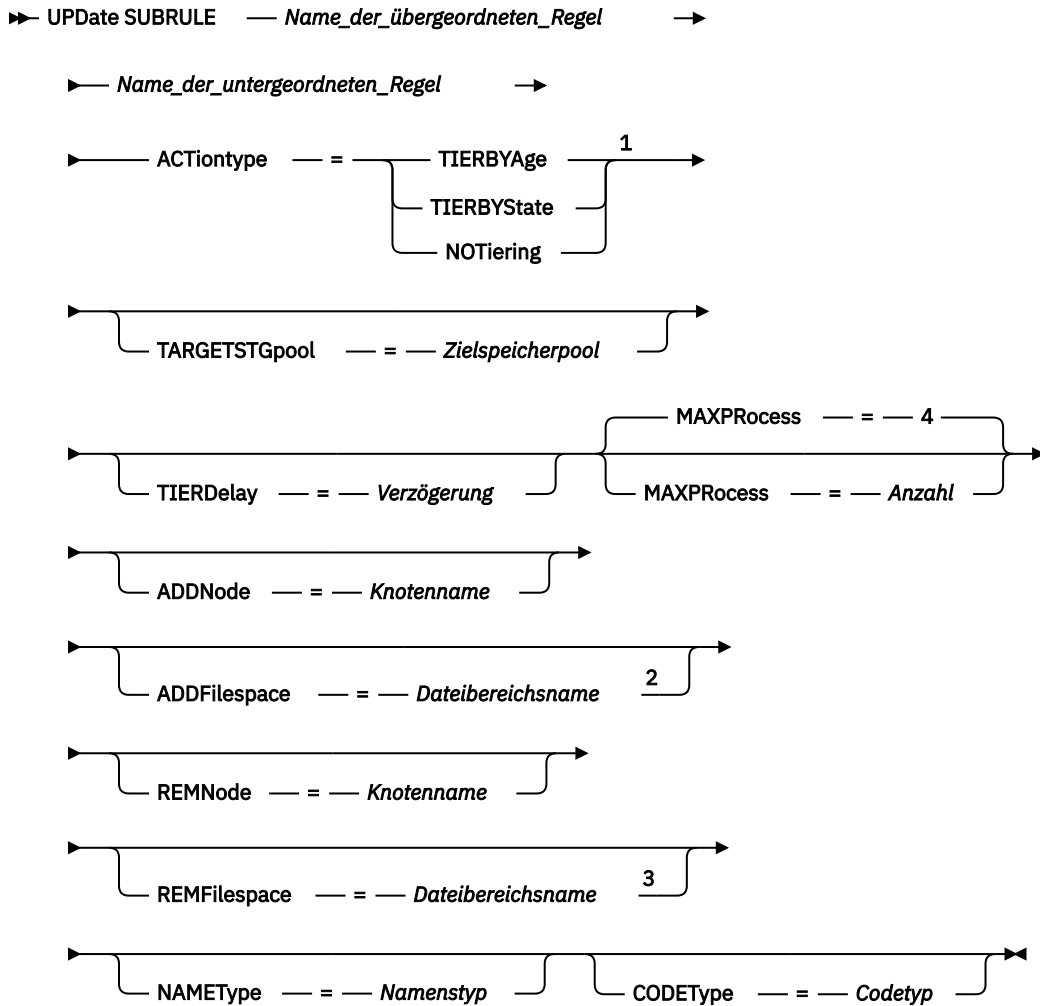 UPDate SUBRULE Name_der_übergeordneten_Regel
Name_der_untergeordneten_Regel
ACTiontype = TIERBYAge 1
TIERBYState
NOTiering
TARGETSTGpool = Zielspeicherpool
MAXPRocess = 4
TIERDelay = Verzögerung MAXPRocess = Anzahl
ADDNode = Knotenname
ADDFilespace = Dateibereichsname 2
REMNode = Knotenname
REMFilespace = Dateibereichsname 3
NAMEType = Namenstyp CODEType = Codetyp